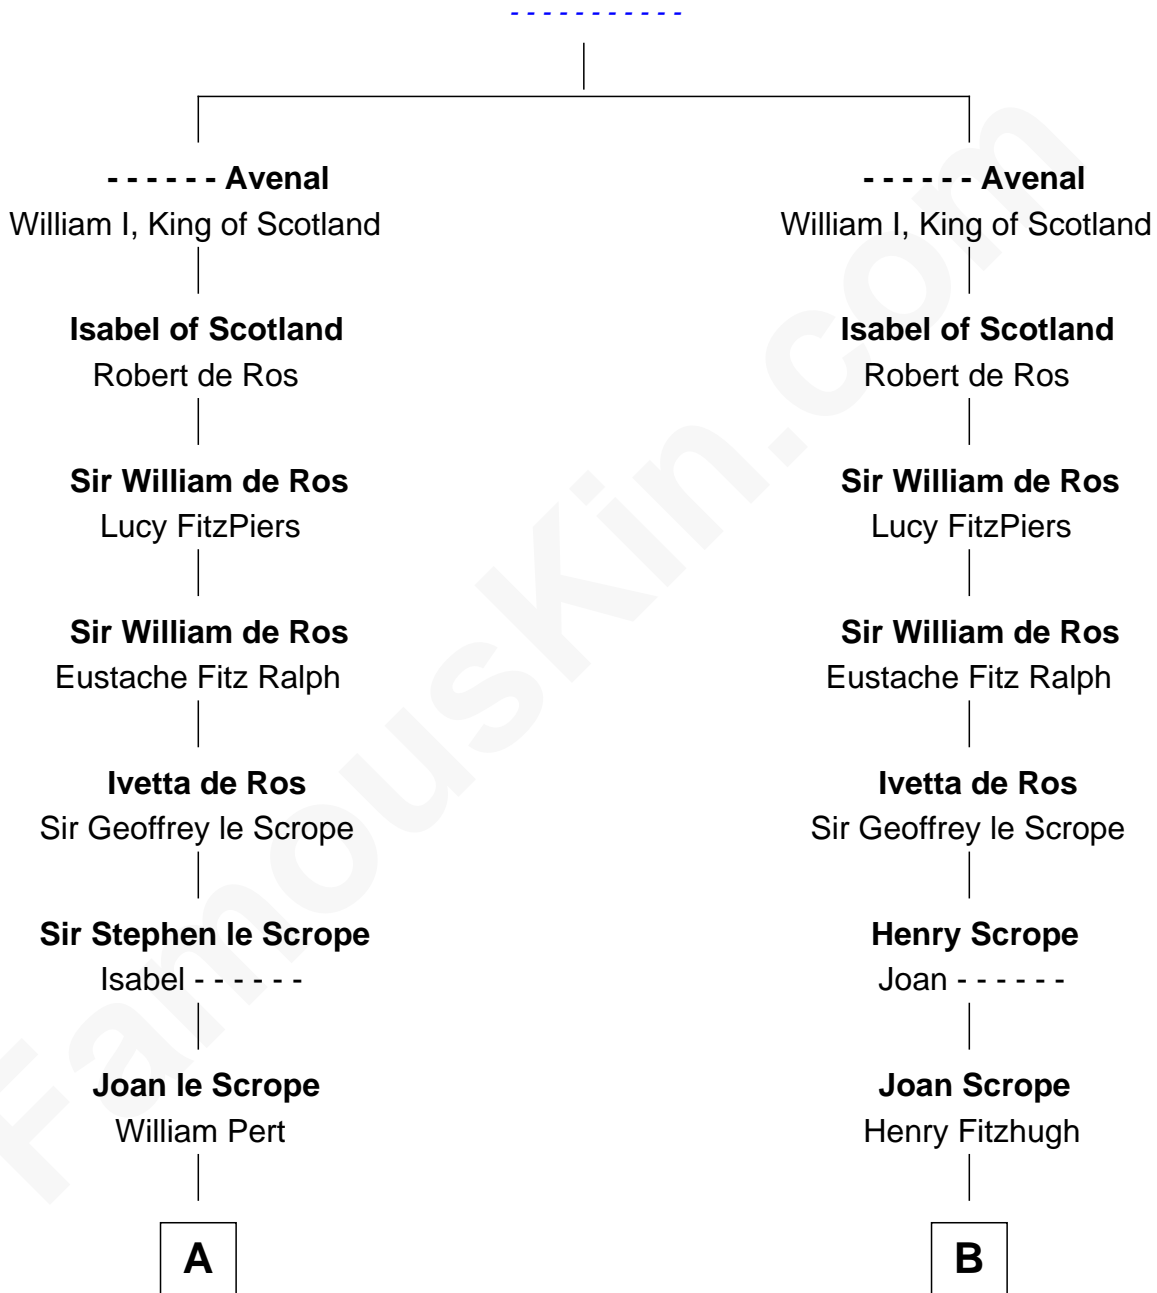 - - - - - - - - - - -
- - - - - - Avenal
William I, King of Scotland
- - - - - - Avenal
William I, King of Scotland
Isabel of Scotland
Robert de Ros
Isabel of Scotland
Robert de Ros
Sir William de Ros
Lucy FitzPiers
Sir William de Ros
Lucy FitzPiers
Sir William de Ros
Eustache Fitz Ralph
Sir William de Ros
Eustache Fitz Ralph
Ivetta de Ros
Sir Geoffrey le Scrope
Ivetta de Ros
Sir Geoffrey le Scrope
Sir Stephen le Scrope
Isabel - - - - - -
Henry Scrope
Joan - - - - - -
Joan le Scrope
William Pert
Joan Scrope
Henry Fitzhugh
A
B
FamousKin.com